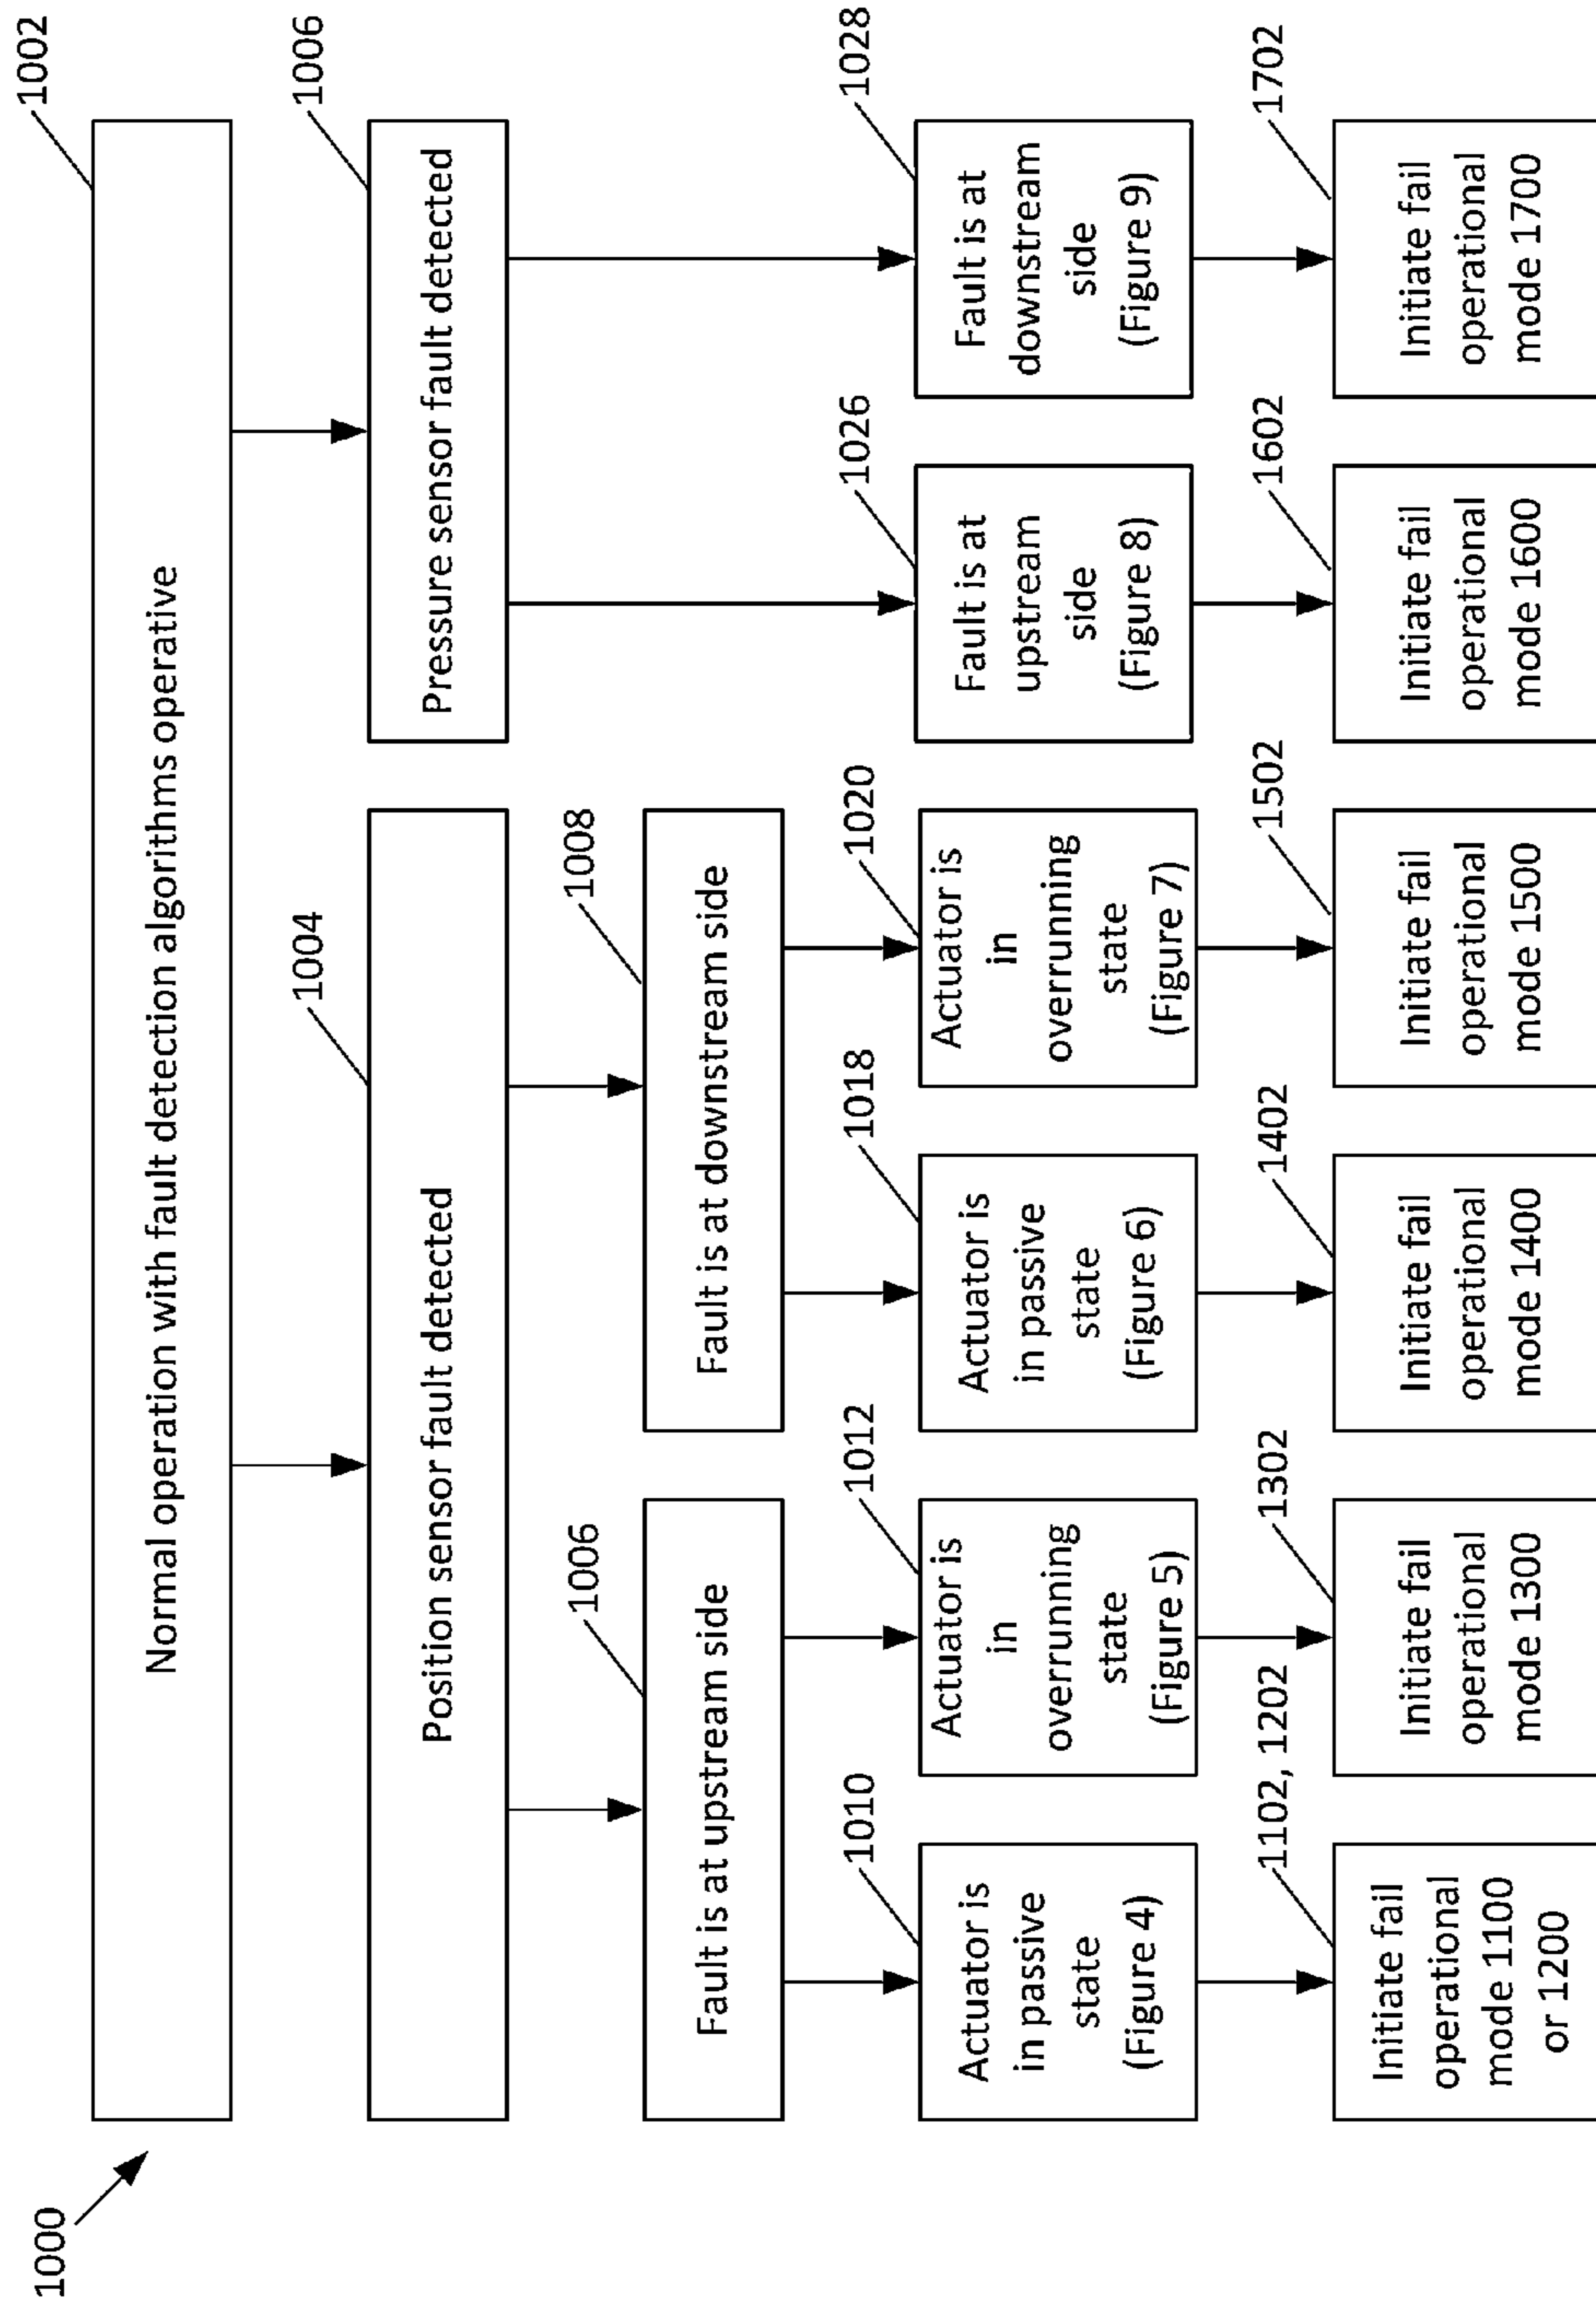 1000
1002
Normal operation with fault detection algorithms operative
1004
Position sensor fault detected
1006
Pressure sensor fault detected
1006
Fault is at upstream side
1008
Fault is at downstream side
1010
Actuator is
in passive
state
(Figure 4)
1012
Actuator is
in
overrunning
state
(Figure 5)
1018
Actuator is
in passive
state
(Figure 6)
1020
Actuator is
in
overrunning
state
(Figure 7)
1026
Fault is at
upstream
side
(Figure 8)
1028
Fault is at
downstream
side
(Figure 9)
1102, 1202
Initiate fail
operational
mode 1100
or 1200
1302
Initiate fail
operational
mode 1300
1402
Initiate fail
operational
mode 1400
1502
Initiate fail
operational
mode 1500
1602
Initiate fail
operational
mode 1600
1702
Initiate fail
operational
mode 1700